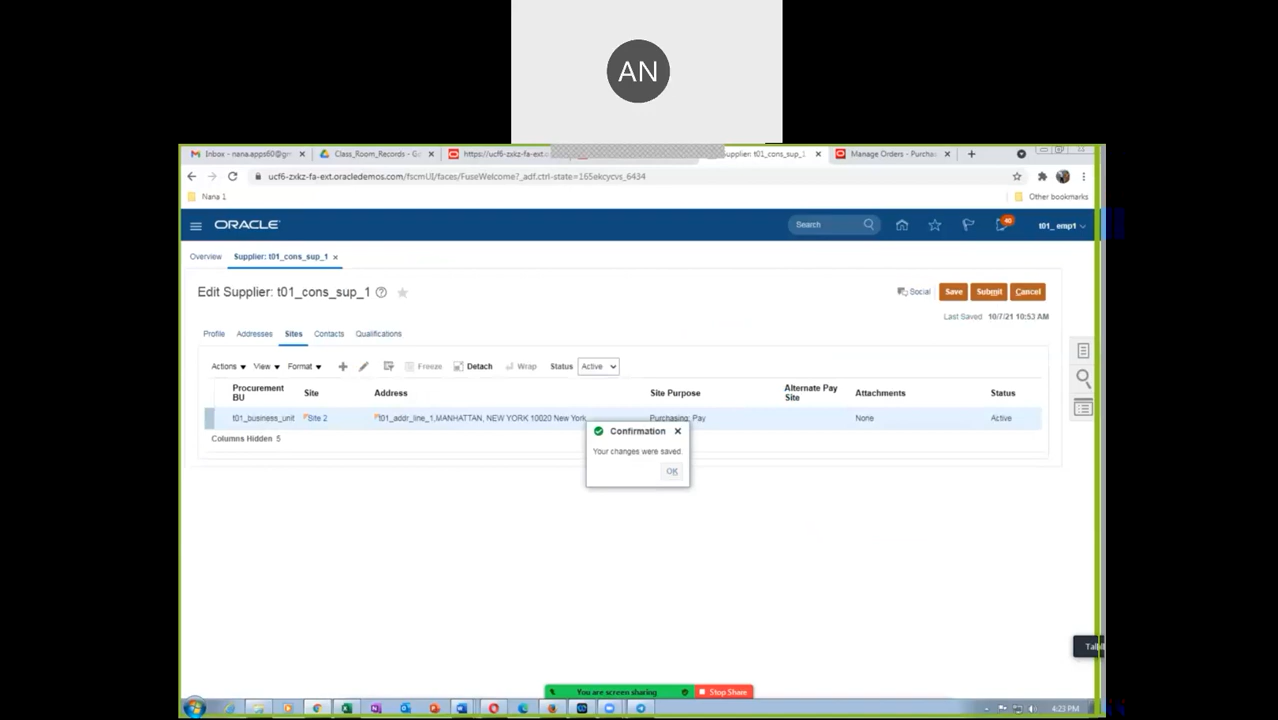 AN
Inbox - nana.apps60@gm
Class_Room_Records - G
https://ucf6-zxkz-fa-ext.
upplier: t01_cons_sup_1
Manage Orders - Purchas
ucf6-zxkz-fa-ext.oracledemos.com/fscmUI/faces/FuseWelcome?_adf.ctrl-state=165ekcycvs_6434
Nana 1
Other bookmarks
ORACLE
Search
40
t01_emp1
Overview
Supplier: t01_cons_sup_1
Edit Supplier: t01_cons_sup_1
Social
Save
Submit
Cancel
Last Saved 10/7/21 10:53 AM
Profile
Addresses
Sites
Contacts
Qualifications
Actions
View
Format
Freeze
Detach
Wrap
Status
Active
Procurement BU
Site
Address
Site Purpose
Alternate Pay Site
Attachments
Status
t01_business_unit
Site 2
t01_addr_line_1,MANHATTAN, NEW YORK 10020 New York
Purchasing; Pay
None
Active
Columns Hidden 5
Confirmation
Your changes were saved.
OK
You are screen sharing
Stop Share
4:23 PM